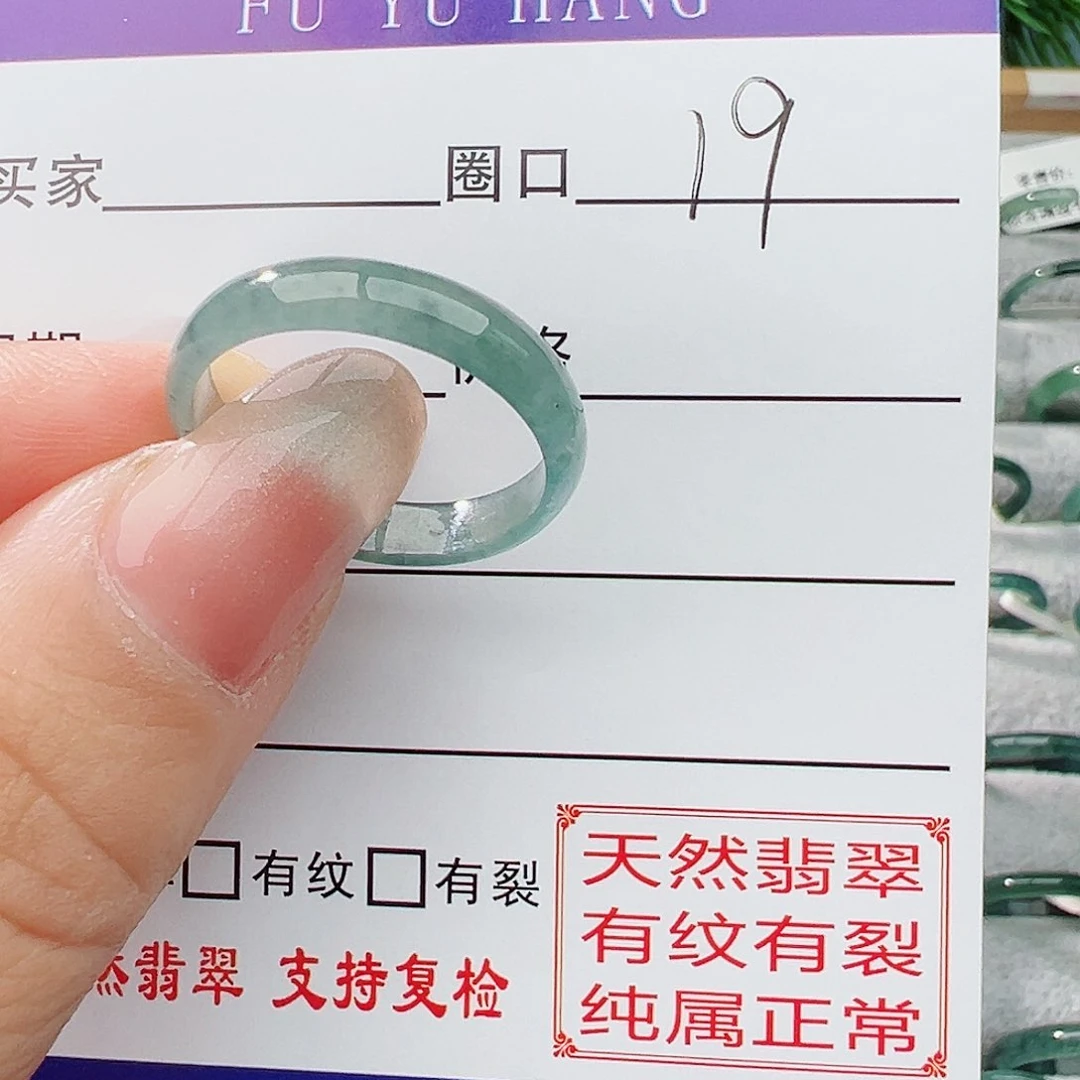 FU YU HANG
买家 圈口 19
有纹 有裂
然翡翠 支持复检
天然翡翠
有纹有裂
纯属正常